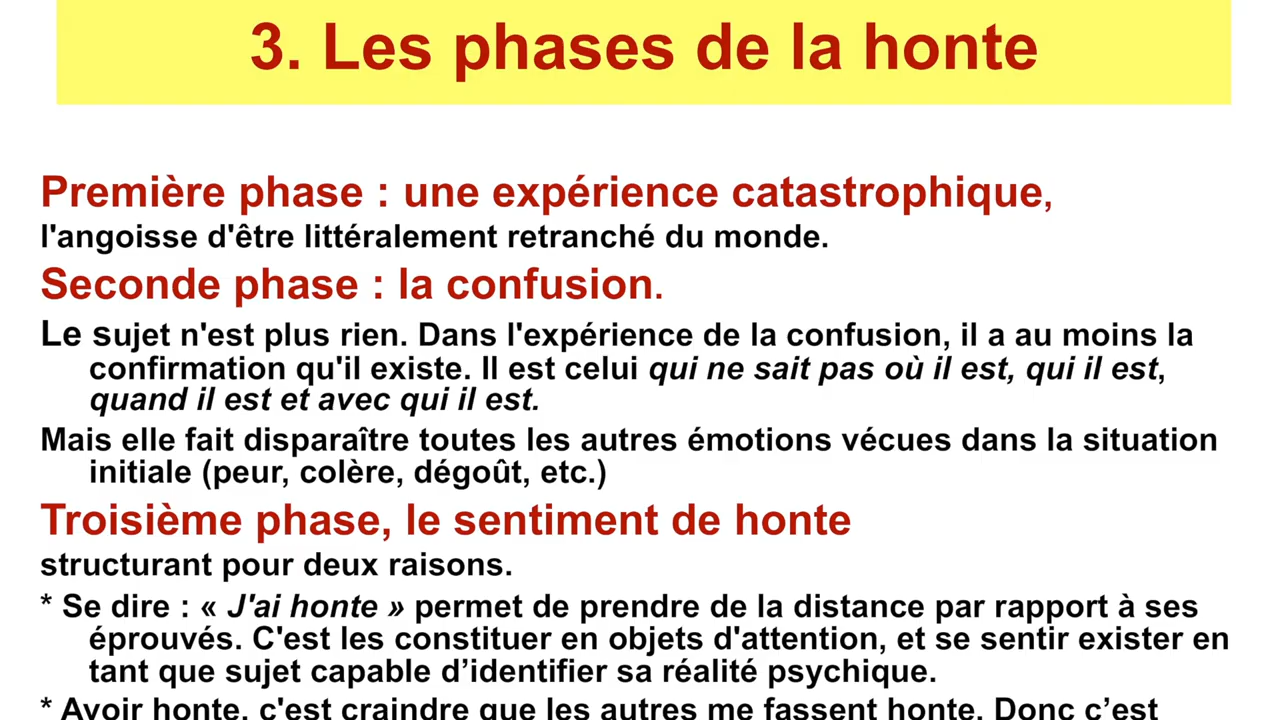 3. Les phases de la honte
Première phase : une expérience catastrophique,
l'angoisse d'être littéralement retranché du monde.
Seconde phase : la confusion.
Le sujet n'est plus rien. Dans l'expérience de la confusion, il a au moins la
confirmation qu'il existe. Il est celui qui ne sait pas où il est, qui il est,
quand il est et avec qui il est.
Mais elle fait disparaître toutes les autres émotions vécues dans la situation
initiale (peur, colère, dégoût, etc.)
Troisième phase, le sentiment de honte
structurant pour deux raisons.
* Se dire : « J'ai honte » permet de prendre de la distance par rapport à ses
éprouvés. C'est les constituer en objets d'attention, et se sentir exister en
tant que sujet capable d’identifier sa réalité psychique.
* Avoir honte, c'est craindre que les autres me fassent honte. Donc c’est